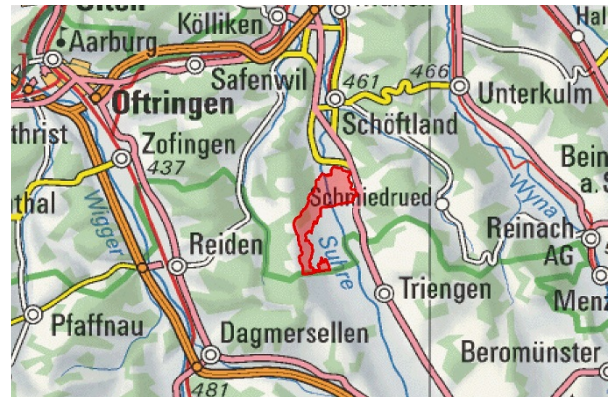 Kölliken
Hal
Aarburg
Safenwil
461
466
Unterkulm
Oftringen
Schöftland
thrist
Zofingen
437
Bein
a.S
Wyna
thal
Wigger
Schmiedrued
Reinach
AG
Suhre
Reiden
Triengen
Menz
Pfaffnau
Dagmersellen
Beromünster
481